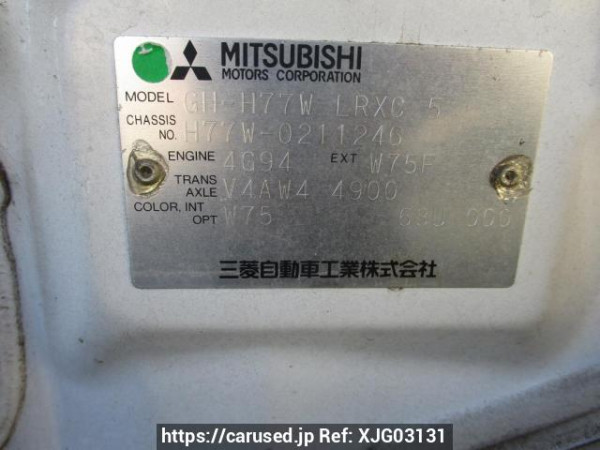 MITSUBISHI
MOTORS CORPORATION
MODEL GH-H77W LRXC 5
CHASSIS NO. H77W-0211246
ENGINE 4G94 EXT W75F
TRANS AXLE V4AW4 4900
COLOR, INT OPT W75
三菱自動車工業株式会社
https://carused.jp Ref: XJG03131